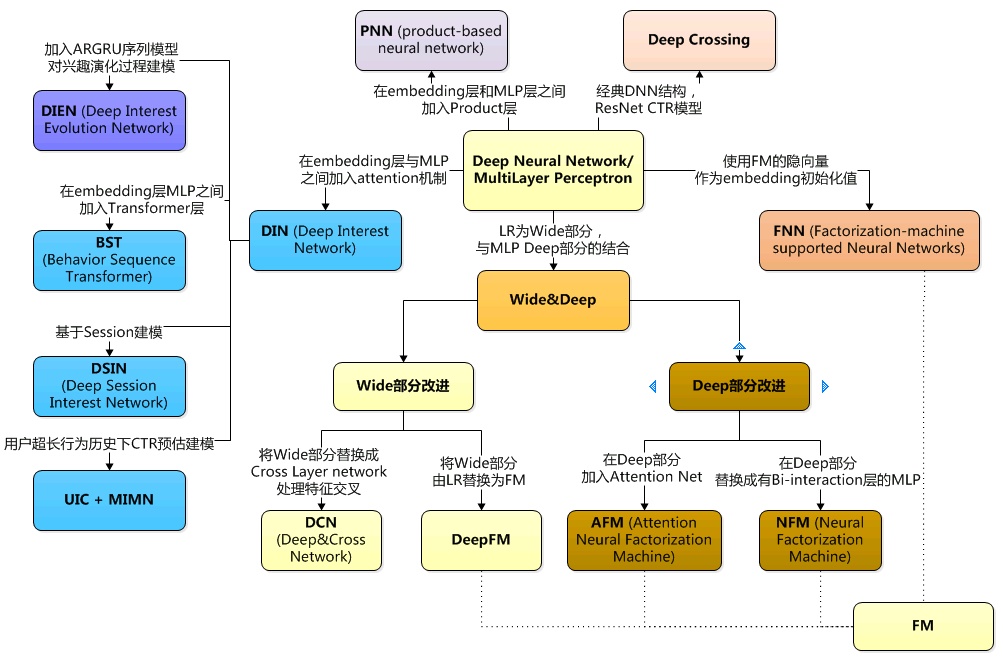 PNN (product-based
neural network)
Deep Crossing
加入ARGRU序列模型
对兴趣演化过程建模
在embedding层和MLP层之间
加入Product层
经典DNN结构，
ResNet CTR模型
DIEN (Deep Interest
Evolution Network)
Deep Neural Network/
MultiLayer Perceptron
在embedding层与MLP
之间加入attention机制
使用FM的隐向量
作为embedding初始化值
在embedding层MLP之间
加入Transformer层
DIN (Deep Interest
Network)
LR为Wide部分，
与MLP Deep部分的结合
FNN (Factorization-machine
supported Neural Networks)
BST
(Behavior Sequence
Transformer)
Wide&Deep
基于Session建模
DSIN
(Deep Session
Interest Network)
Wide部分改进
Deep部分改进
用户超长行为历史下CTR预估建模
UIC + MIMN
将Wide部分替换成
Cross Layer network
处理特征交叉
将Wide部分
由LR替换为FM
在Deep部分
加入Attention Net
在Deep部分
替换成有Bi-interaction层的MLP
DCN
(Deep&Cross
Network)
DeepFM
AFM (Attention
Neural Factorization
Machine)
NFM (Neural
Factorization
Machine)
FM